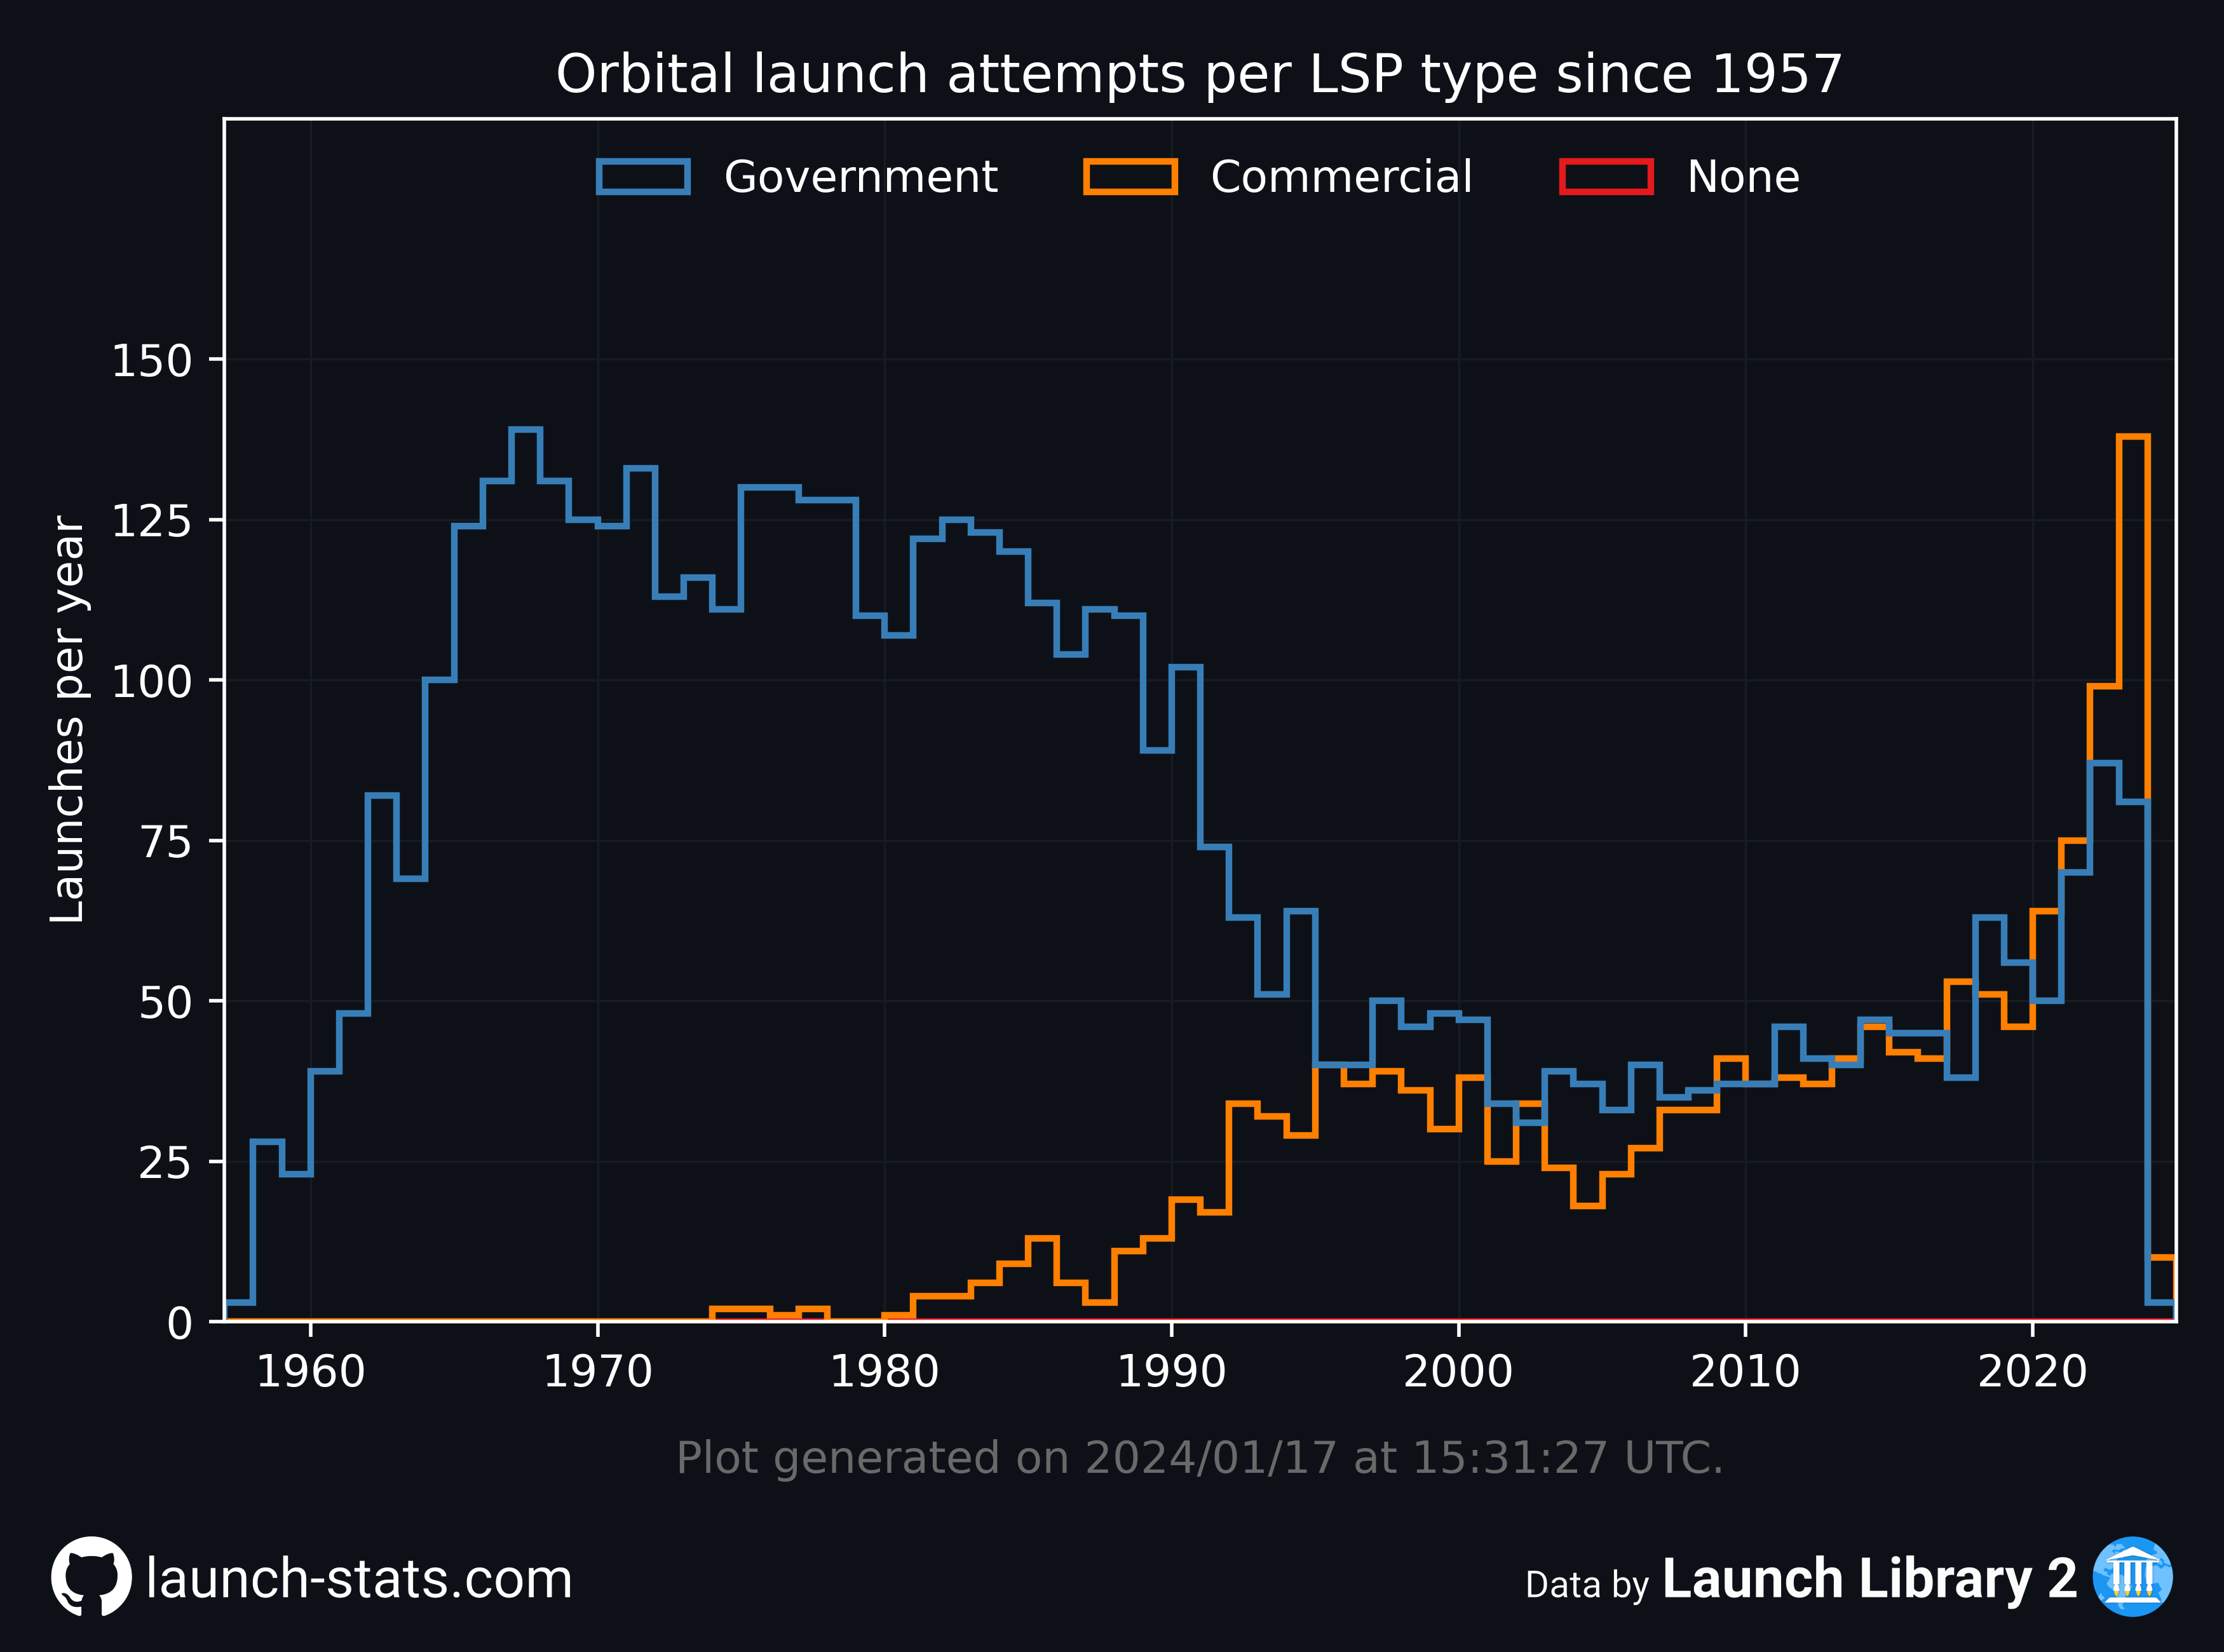 Orbital launch attempts per LSP type since 1957
Government
Commercial
None
Launches per year
150
125
100
75
50
25
0
1960
1970
1980
1990
2000
2010
2020
Plot generated on 2024/01/17 at 15:31:27 UTC.
launch-stats.com
Data by Launch Library 2